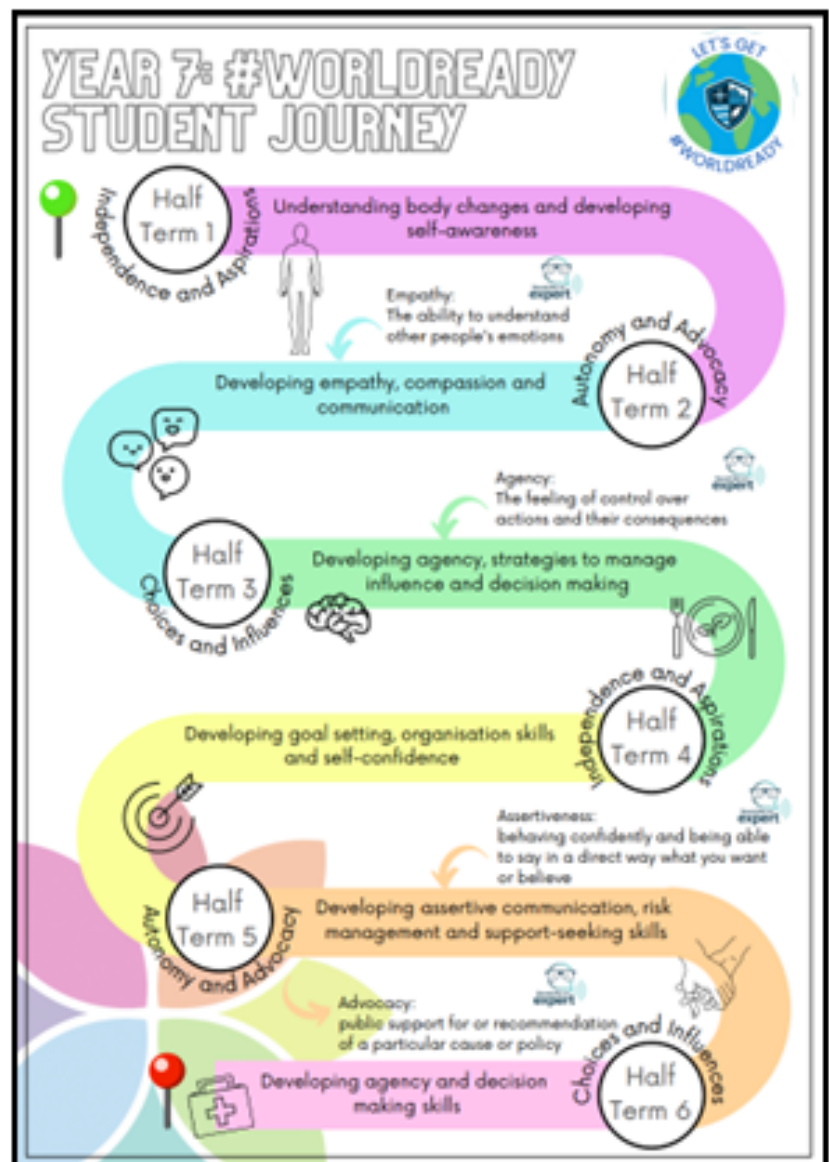 YEAR 7: #WORLDREADY
STUDENT JOURNEY
LET'S GET
#WORLDREADY
Half
Term 1
Independence and Aspirations
Understanding body changes and developing
self-awareness
expert
Empathy:
The ability to understand
other people's emotions
Autonomy and Advocacy
Half
Term 2
Developing empathy, compassion and
communication
expert
Agency:
The feeling of control over
actions and their consequences
Half
Term 3
Choices and Influences
Developing agency, strategies to manage
influence and decision making
Independence and Aspirations
Half
Term 4
Developing goal setting, organisation skills
and self-confidence
expert
Assertiveness:
behaving confidently and being able
to say in a direct way what you want
or believe
Half
Term 5
Autonomy and Advocacy
Developing assertive communication, risk
management and support-seeking skills
expert
Advocacy:
public support for or recommendation
of a particular cause or policy
Choices and Influences
Half
Term 6
Developing agency and decision
making skills